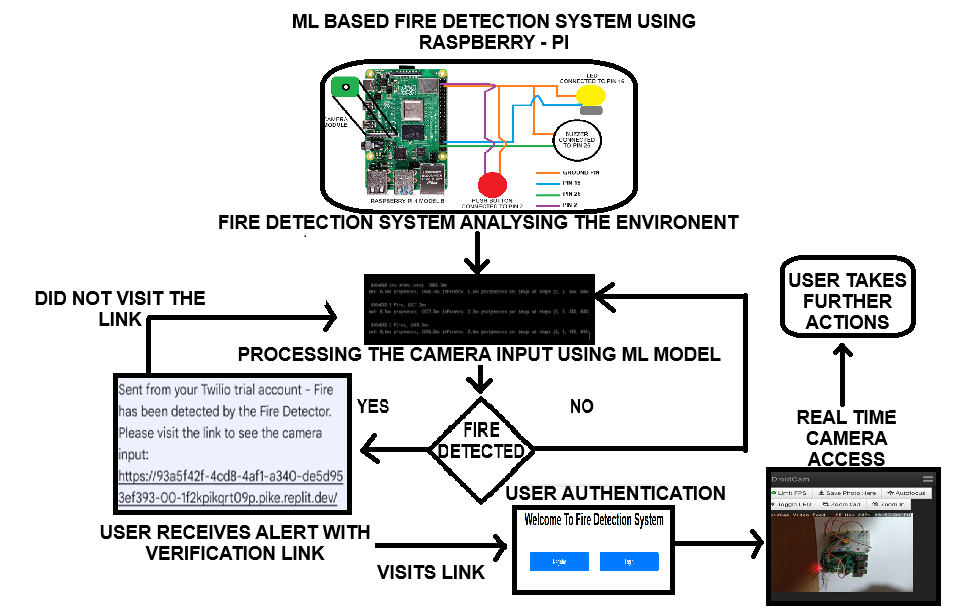 ML BASED FIRE DETECTION SYSTEM USING
RASPBERRY - PI
LED
CONNECTED TO PIN 16
CAMERA
MODULE
BUZZER
CONNECTED
TO PIN 26
GROUND PIN
PIN 16
PIN 26
PIN 2
RASPBERRY PI 4 MODEL B
PUSH BUTTON
CONNECTED TO PIN 2
FIRE DETECTION SYSTEM ANALYSING THE ENVIRONENT
USER TAKES
FURTHER
ACTIONS
DID NOT VISIT THE
LINK
PROCESSING THE CAMERA INPUT USING ML MODEL
Sent from your Twilio trial account - Fire
has been detected by the Fire Detector.
Please visit the link to see the camera
input:
https://93a5f42f-4cd8-4af1-a340-de5d95
3ef393-00-1f2kpikqrt09p.pike.replit.dev/
YES
NO
FIRE
DETECTED
REAL TIME
CAMERA
ACCESS
USER RECEIVES ALERT WITH
VERIFICATION LINK
VISITS LINK
USER AUTHENTICATION
Welcome To Fire Detection System
Login
DroidCam
Limit FPS
Save Photo Here
Autofocus
Toggle LED
Zoom Out
Zoom In